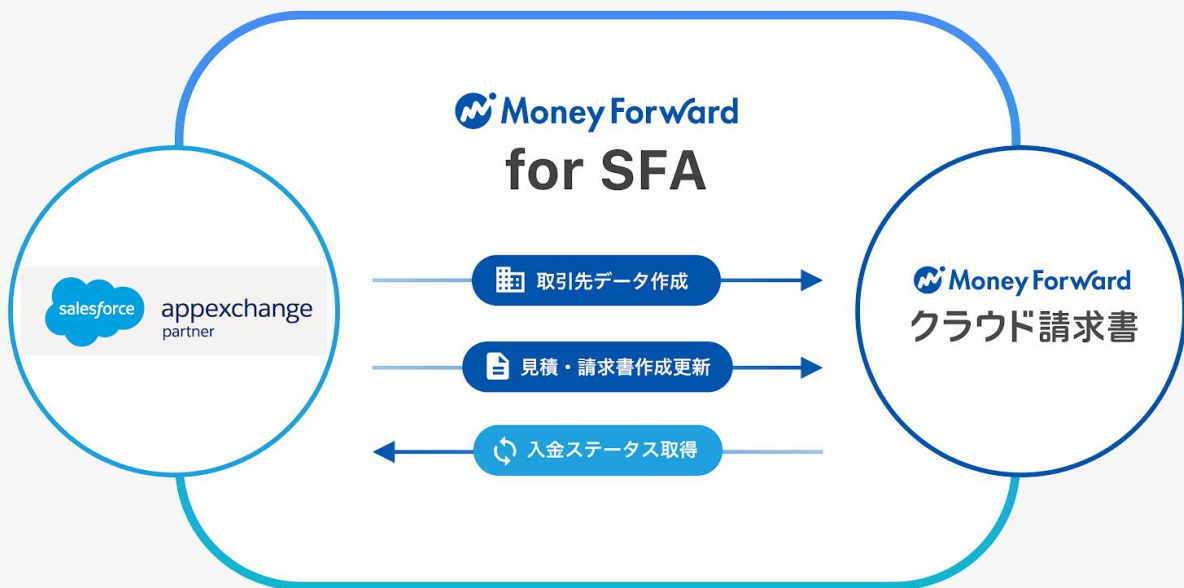 Money Forward
for SFA
salesforce
appexchange
partner
取引先データ作成
見積・請求書作成更新
入金ステータス取得
Money Forward
クラウド請求書